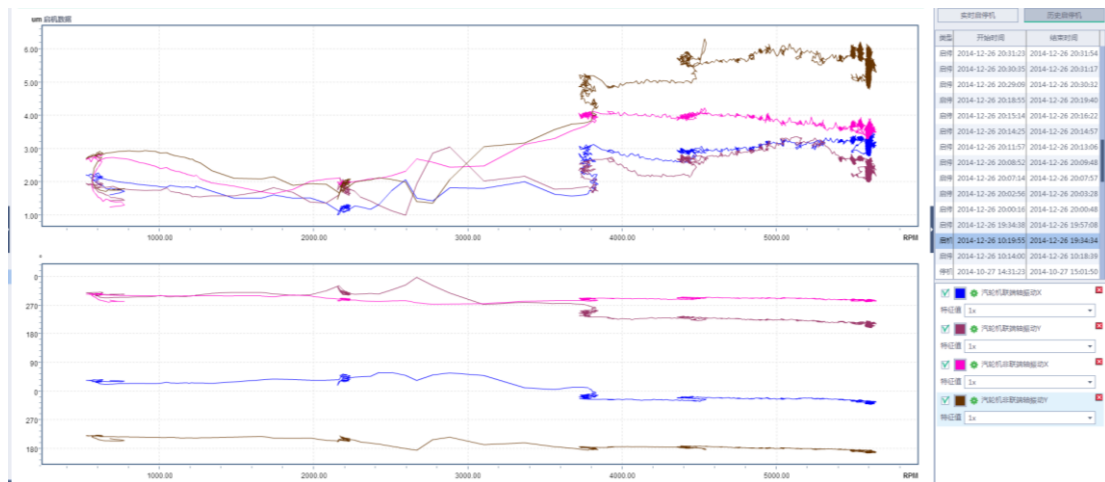 um 启机数据
6.00
5.00
4.00
3.00
2.00
1.00
1000.00 2000.00 3000.00 4000.00 5000.00 RPM
°
0
270
180
90
0
270
180
1000.00 2000.00 3000.00 4000.00 5000.00 RPM
实时启停机 历史启停机
类型 开始时间 结束时间
启停 2014-12-26 20:31:23 2014-12-26 20:31:54
启停 2014-12-26 20:30:35 2014-12-26 20:31:17
启停 2014-12-26 20:29:09 2014-12-26 20:30:32
启停 2014-12-26 20:18:55 2014-12-26 20:19:40
启停 2014-12-26 20:15:14 2014-12-26 20:16:22
启停 2014-12-26 20:14:25 2014-12-26 20:14:57
启停 2014-12-26 20:11:57 2014-12-26 20:13:06
启停 2014-12-26 20:08:52 2014-12-26 20:09:48
启停 2014-12-26 20:07:14 2014-12-26 20:07:57
启停 2014-12-26 20:02:56 2014-12-26 20:03:28
启停 2014-12-26 20:00:16 2014-12-26 20:00:48
启停 2014-12-26 19:34:38 2014-12-26 19:57:08
启机 2014-12-26 10:19:55 2014-12-26 19:34:34
启停 2014-12-26 10:14:00 2014-12-26 10:18:39
停机 2014-10-27 14:31:23 2014-10-27 15:01:50
汽轮机联端轴振动X
特征值 1x
汽轮机联端轴振动Y
特征值 1x
汽轮机非联端轴振动X
特征值 1x
汽轮机非联端轴振动Y
特征值 1x